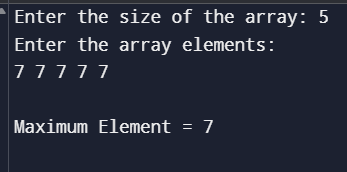 Enter the size of the array: 5
Enter the array elements:
7 7 7 7 7
Maximum Element = 7